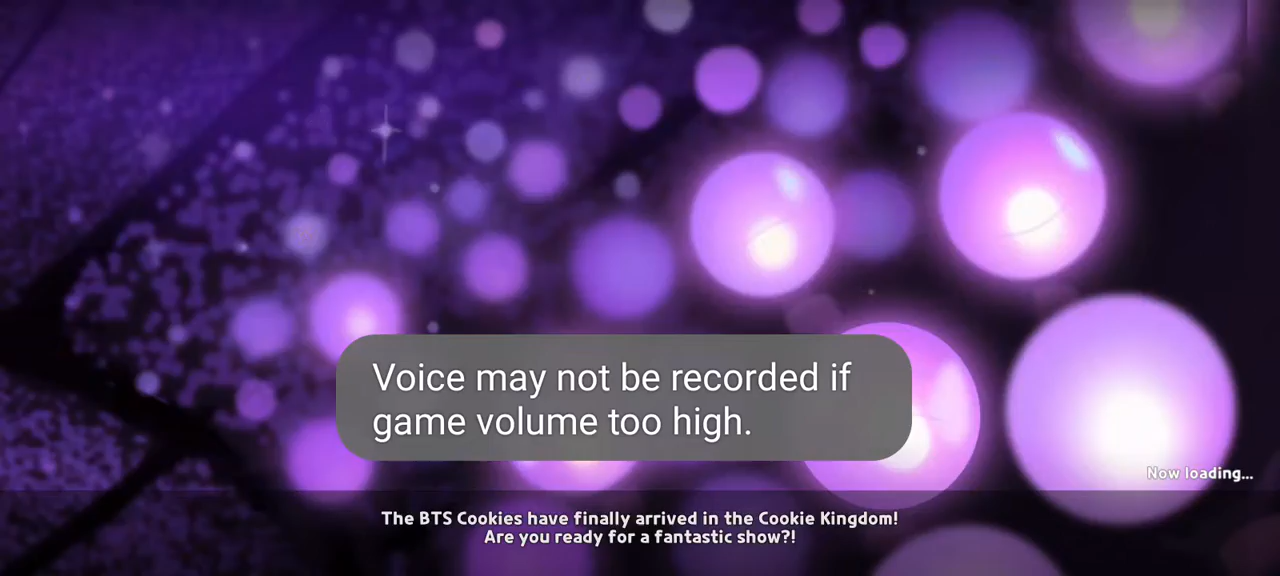 Voice may not be recorded if
game volume too high.
Now loading...
The BTS Cookies have finally arrived in the Cookie Kingdom!
Are you ready for a fantastic show?!